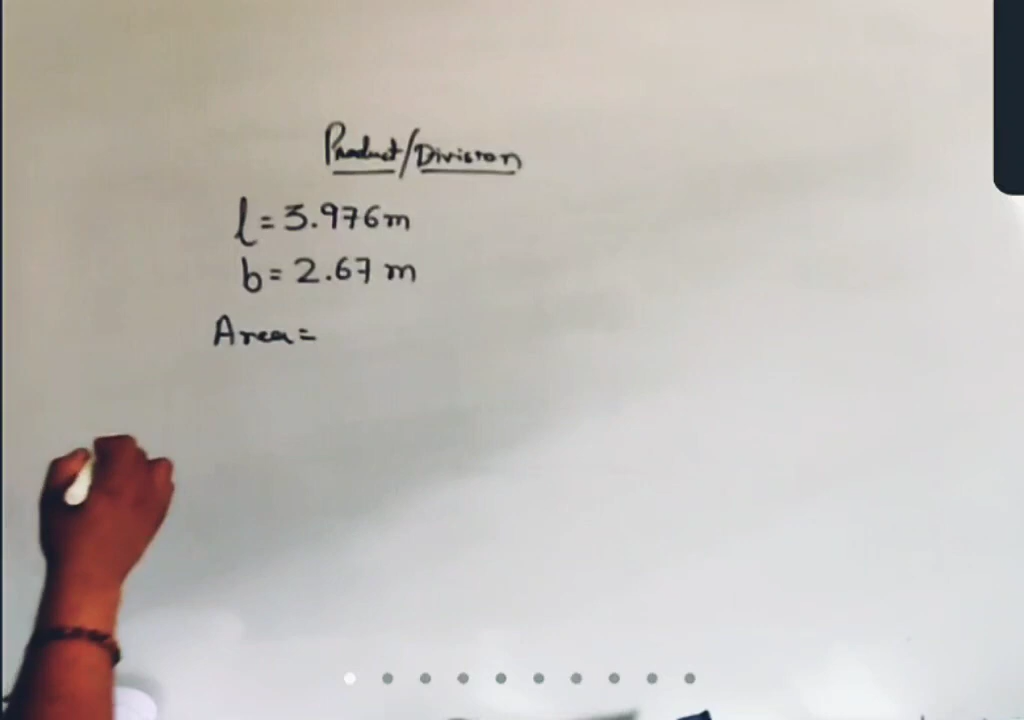 Product/Division
l = 3.976m
b = 2.67 m
Area =